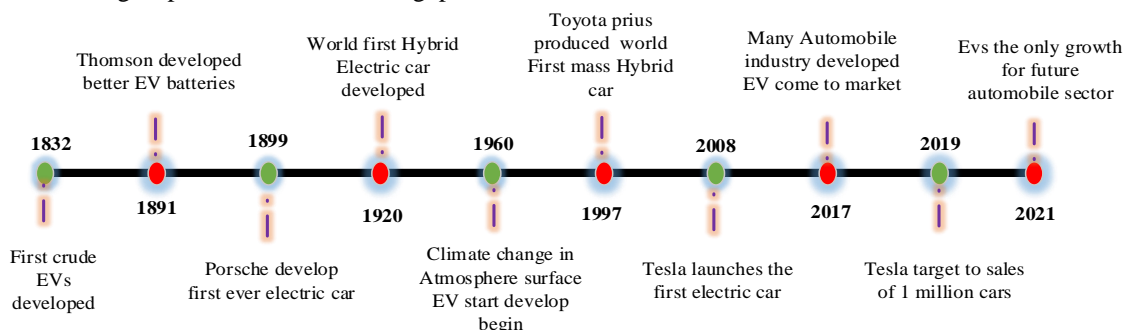 Thomson developed
better EV batteries
World first Hybrid
Electric car
developed
Toyota prius
produced world
First mass Hybrid
car
Many Automobile
industry developed
EV come to market
Evs the only growth
for future
automobile sector
1832
1899
1960
2008
2019
1891
1920
1997
2017
2021
First crude
EVs
developed
Porsche develop
first ever electric car
Climate change in
Atmosphere surface
EV start develop
begin
Tesla launches the
first electric car
Tesla target to sales
of 1 million cars